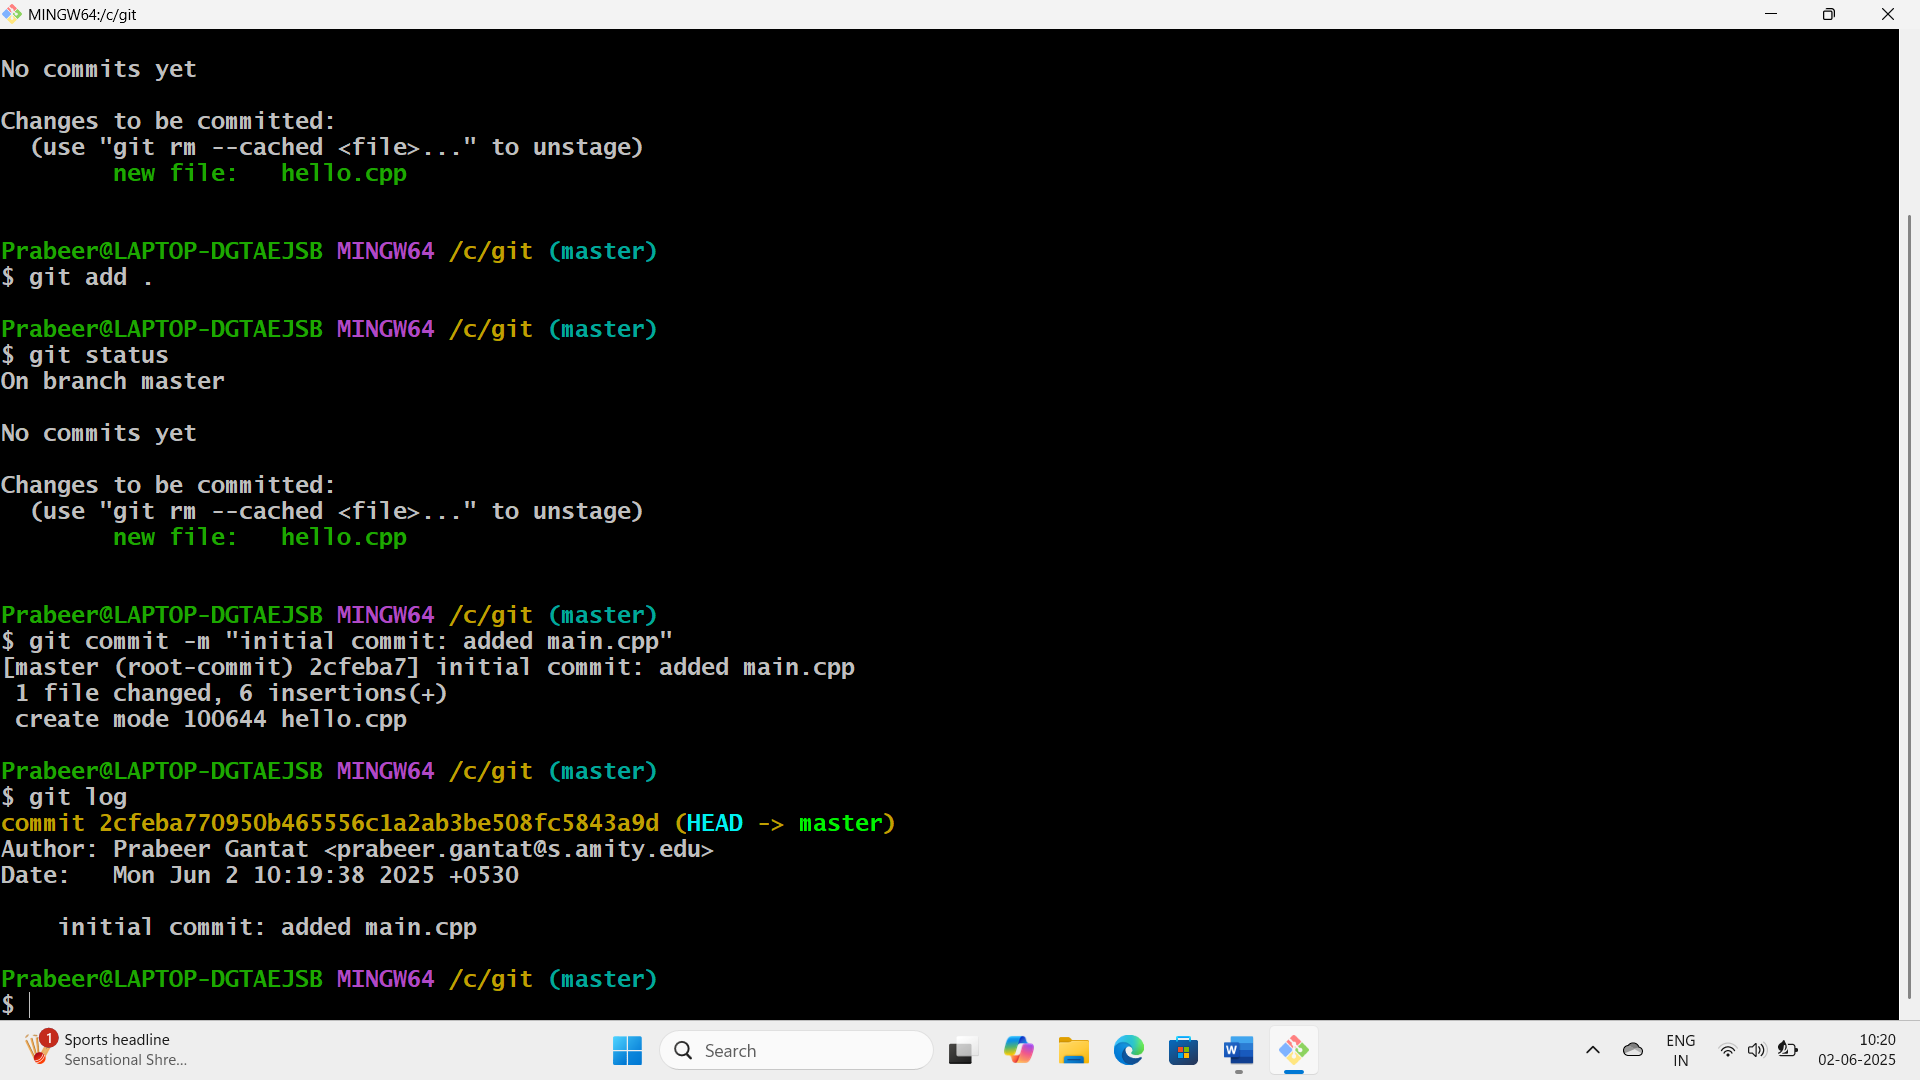 MINGW64:/c/git
No commits yet
Changes to be committed:
  (use "git rm --cached <file>..." to unstage)
        new file:   hello.cpp
Prabeer@LAPTOP-DGTAEJSB MINGW64 /c/git (master)
$ git add .
Prabeer@LAPTOP-DGTAEJSB MINGW64 /c/git (master)
$ git status
On branch master
No commits yet
Changes to be committed:
  (use "git rm --cached <file>..." to unstage)
        new file:   hello.cpp
Prabeer@LAPTOP-DGTAEJSB MINGW64 /c/git (master)
$ git commit -m "initial commit: added main.cpp"
[master (root-commit) 2cfeba7] initial commit: added main.cpp
 1 file changed, 6 insertions(+)
 create mode 100644 hello.cpp
Prabeer@LAPTOP-DGTAEJSB MINGW64 /c/git (master)
$ git log
commit 2cfeba770950b465556c1a2ab3be508fc5843a9d (HEAD -> master)
Author: Prabeer Gantat <prabeer.gantat@s.amity.edu>
Date:   Mon Jun 2 10:19:38 2025 +0530
    initial commit: added main.cpp
Prabeer@LAPTOP-DGTAEJSB MINGW64 /c/git (master)
$
1
Sports headline
Sensational Shre...
Search
W
ENG
IN
10:20
02-06-2025